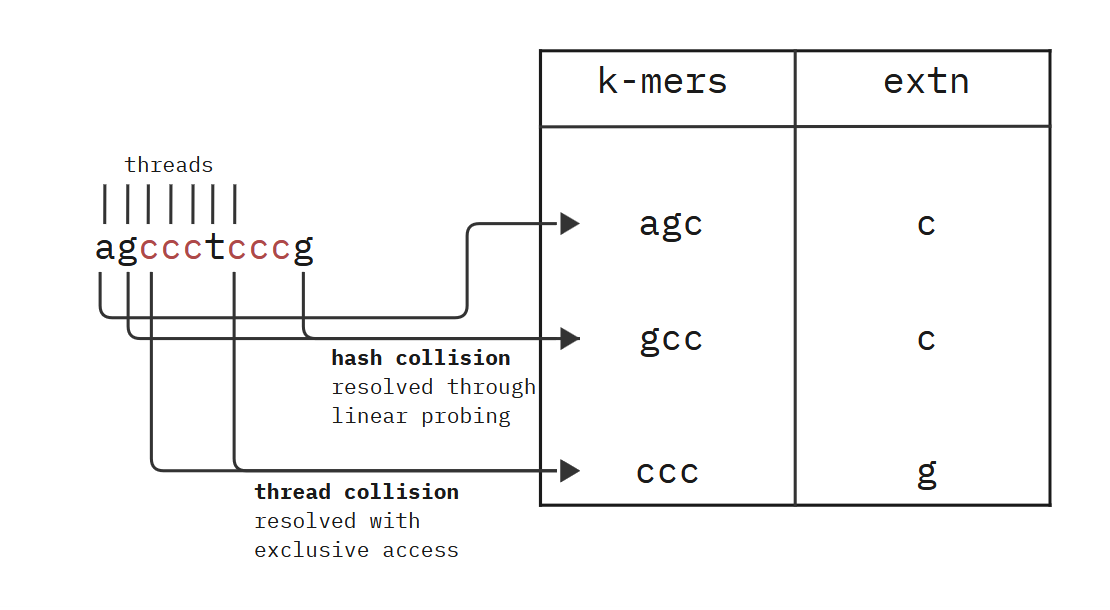 k-mers extn
threads
agccctcccg
agc c
gcc c
hash collision
resolved through
linear probing
ccc g
thread collision
resolved with
exclusive access